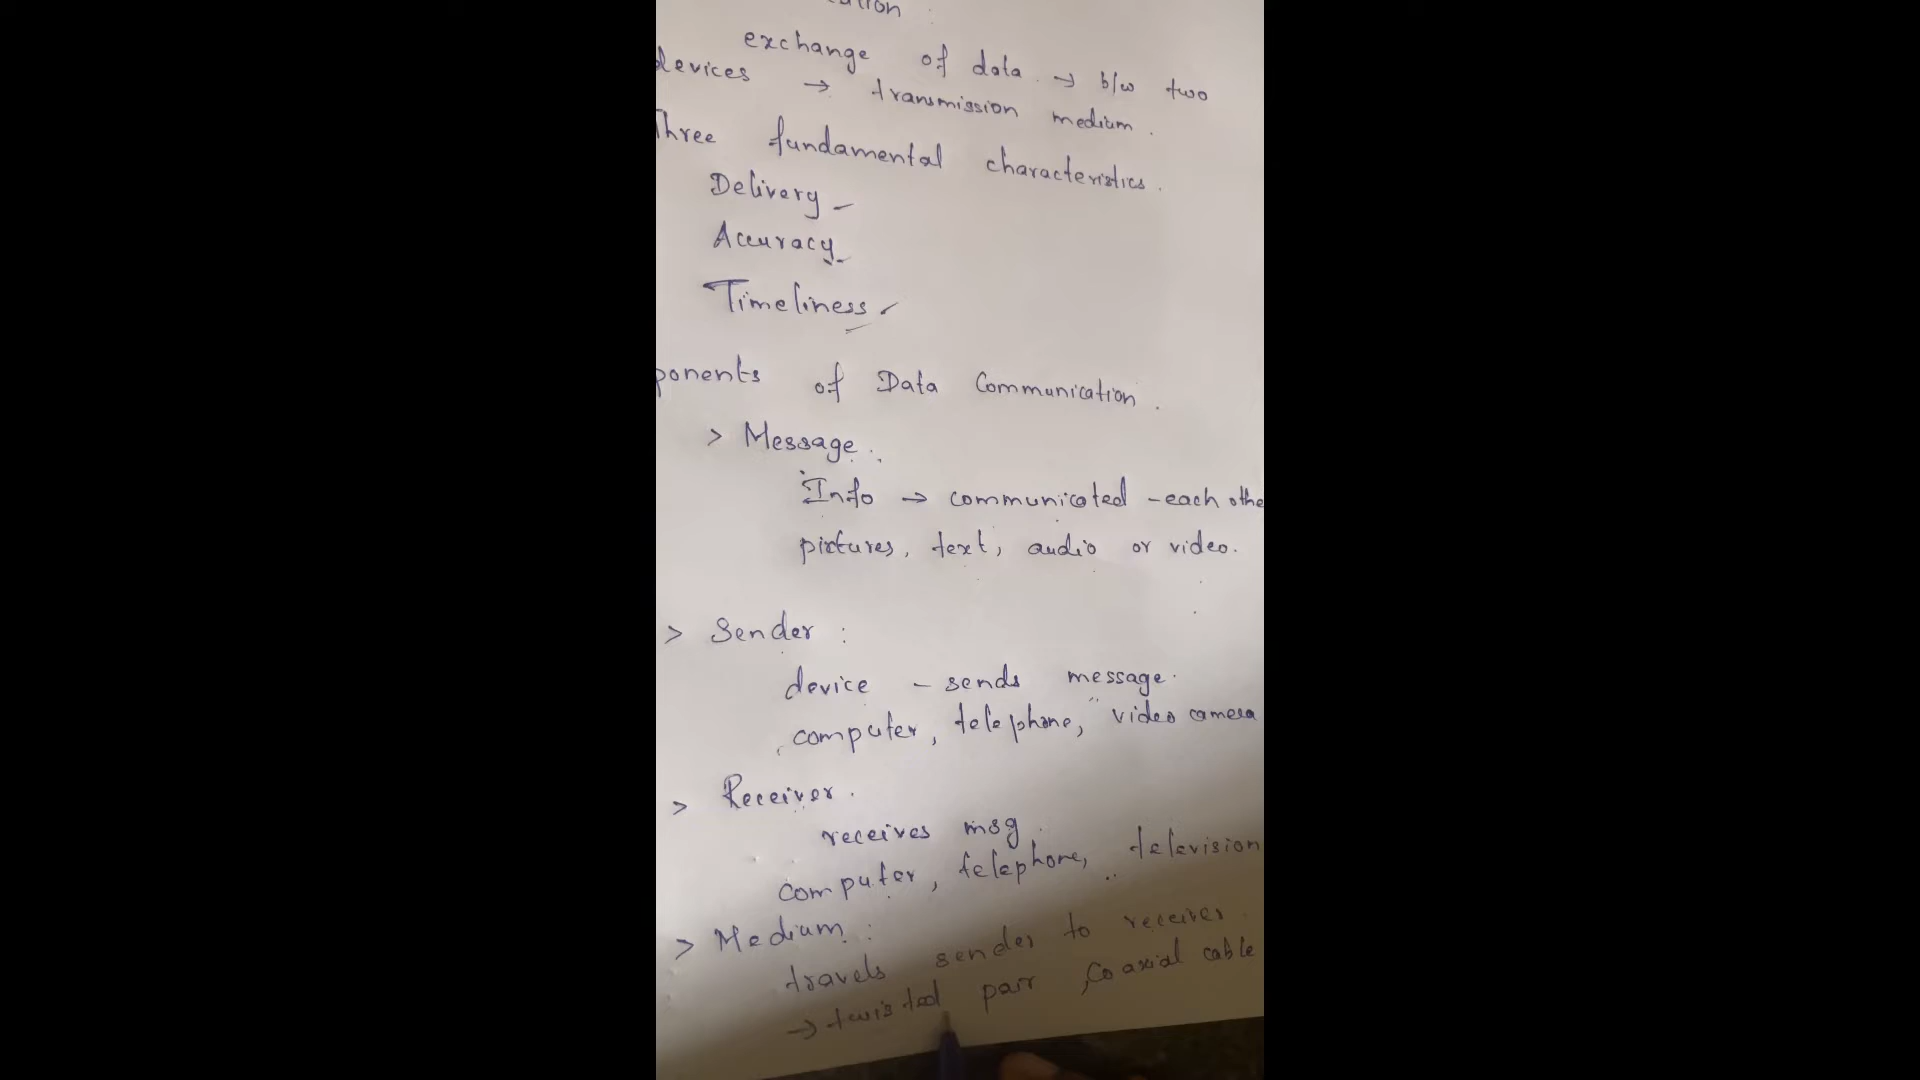 exchange of data → b/w two
devices → transmission medium.
Three fundamental characteristics.
Delivery -
Accuracy -
Timeliness
ponents of Data Communication.
> Message.
Info → communicated - each othe
pictures, text, audio or video.
> Sender :
device - sends message.
computer, telephone, video camera
> Receiver.
receives msg.
computer, telephone, television
> Medium :
travels sender to receiver
→ twisted pair, coaxial cable